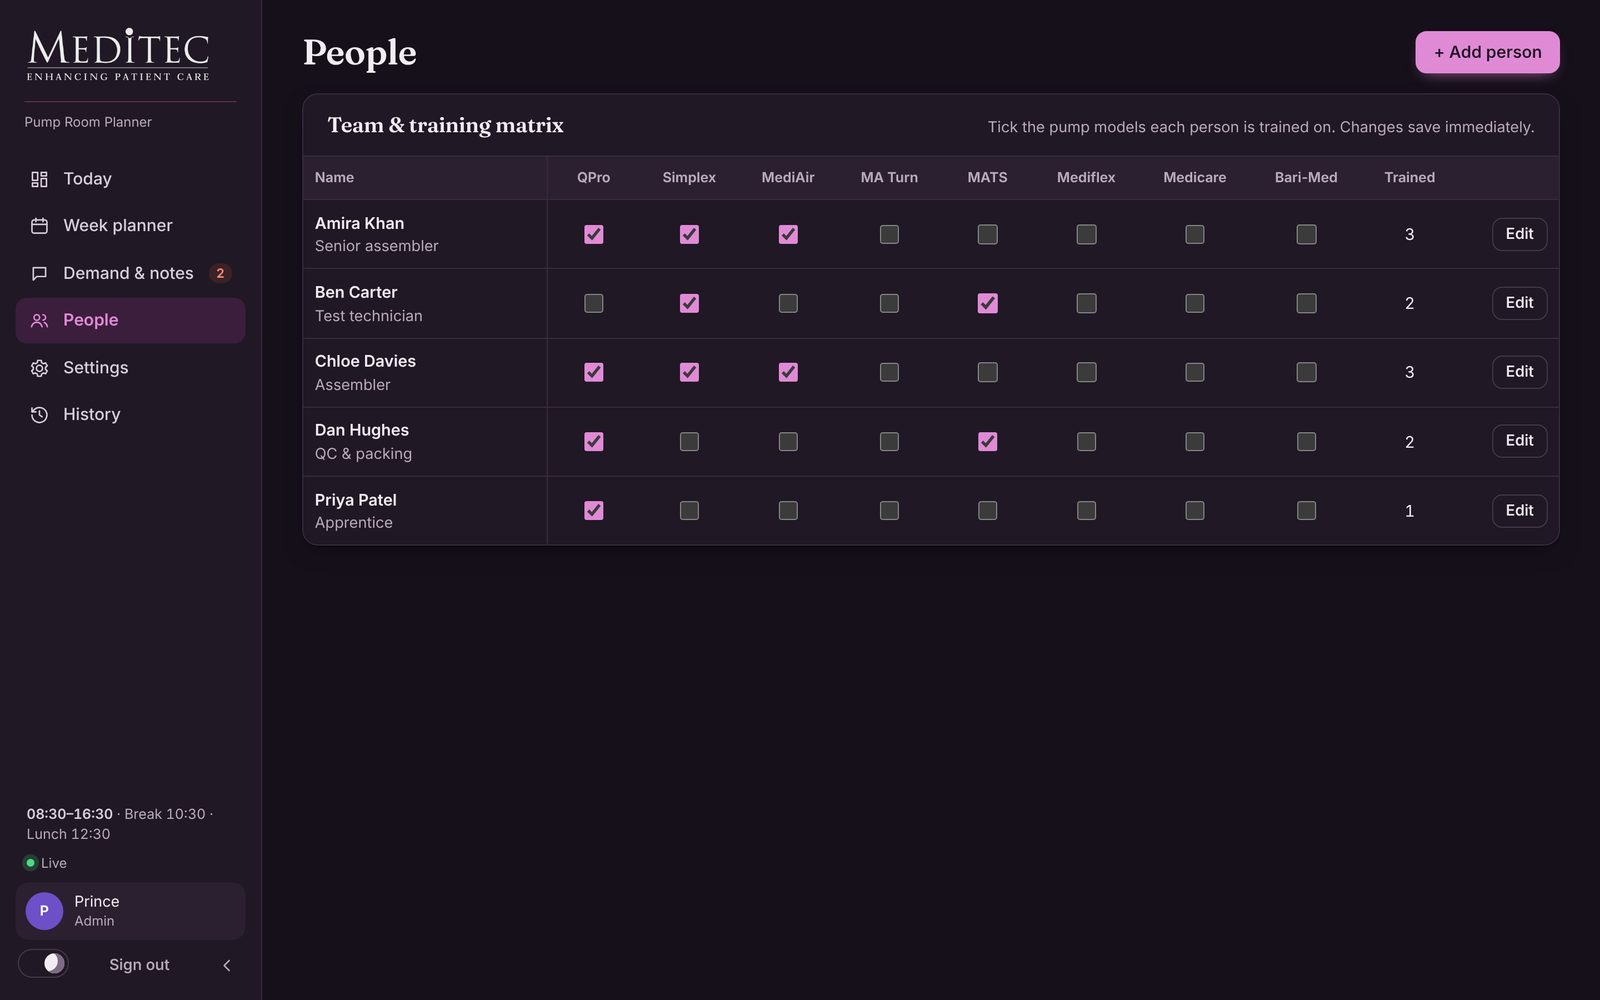 MEDITEC
ENHANCING PATIENT CARE
Pump Room Planner
Today
Week planner
Demand & notes 2
People
Settings
History
08:30–16:30 · Break 10:30 ·
Lunch 12:30
Live
P
Prince
Admin
Sign out
People
+ Add person
Team & training matrix
Tick the pump models each person is trained on. Changes save immediately.
Name QPro Simplex MediAir MA Turn MATS Mediflex Medicare Bari-Med Trained
Amira Khan
Senior assembler
3 Edit
Ben Carter
Test technician
2 Edit
Chloe Davies
Assembler
3 Edit
Dan Hughes
QC & packing
2 Edit
Priya Patel
Apprentice
1 Edit